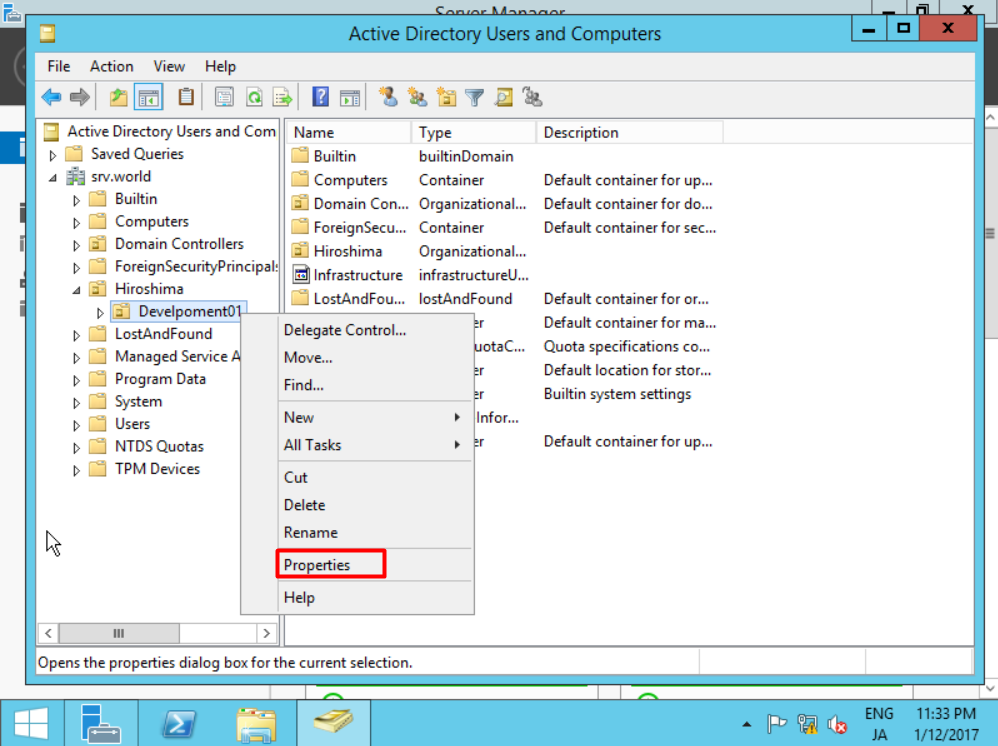 Server Manager
Active Directory Users and Computers
File Action View Help
Active Directory Users and Com
Saved Queries
srv.world
Builtin
Computers
Domain Controllers
ForeignSecurityPrincipals
Hiroshima
Develpoment01
LostAndFound
Managed Service A
Program Data
System
Users
NTDS Quotas
TPM Devices
Name Type Description
Builtin builtinDomain
Computers Container Default container for up...
Domain Con... Organizational... Default container for do...
ForeignSecu... Container Default container for sec...
Hiroshima Organizational...
Infrastructure infrastructureU...
LostAndFou... lostAndFound Default container for or...
er Default container for ma...
uotaC... Quota specifications co...
er Default location for stor...
er Builtin system settings
Infor...
er Default container for up...
Delegate Control...
Move...
Find...
New
All Tasks
Cut
Delete
Rename
Properties
Help
Opens the properties dialog box for the current selection.
ENG 11:33 PM
JA 1/12/2017